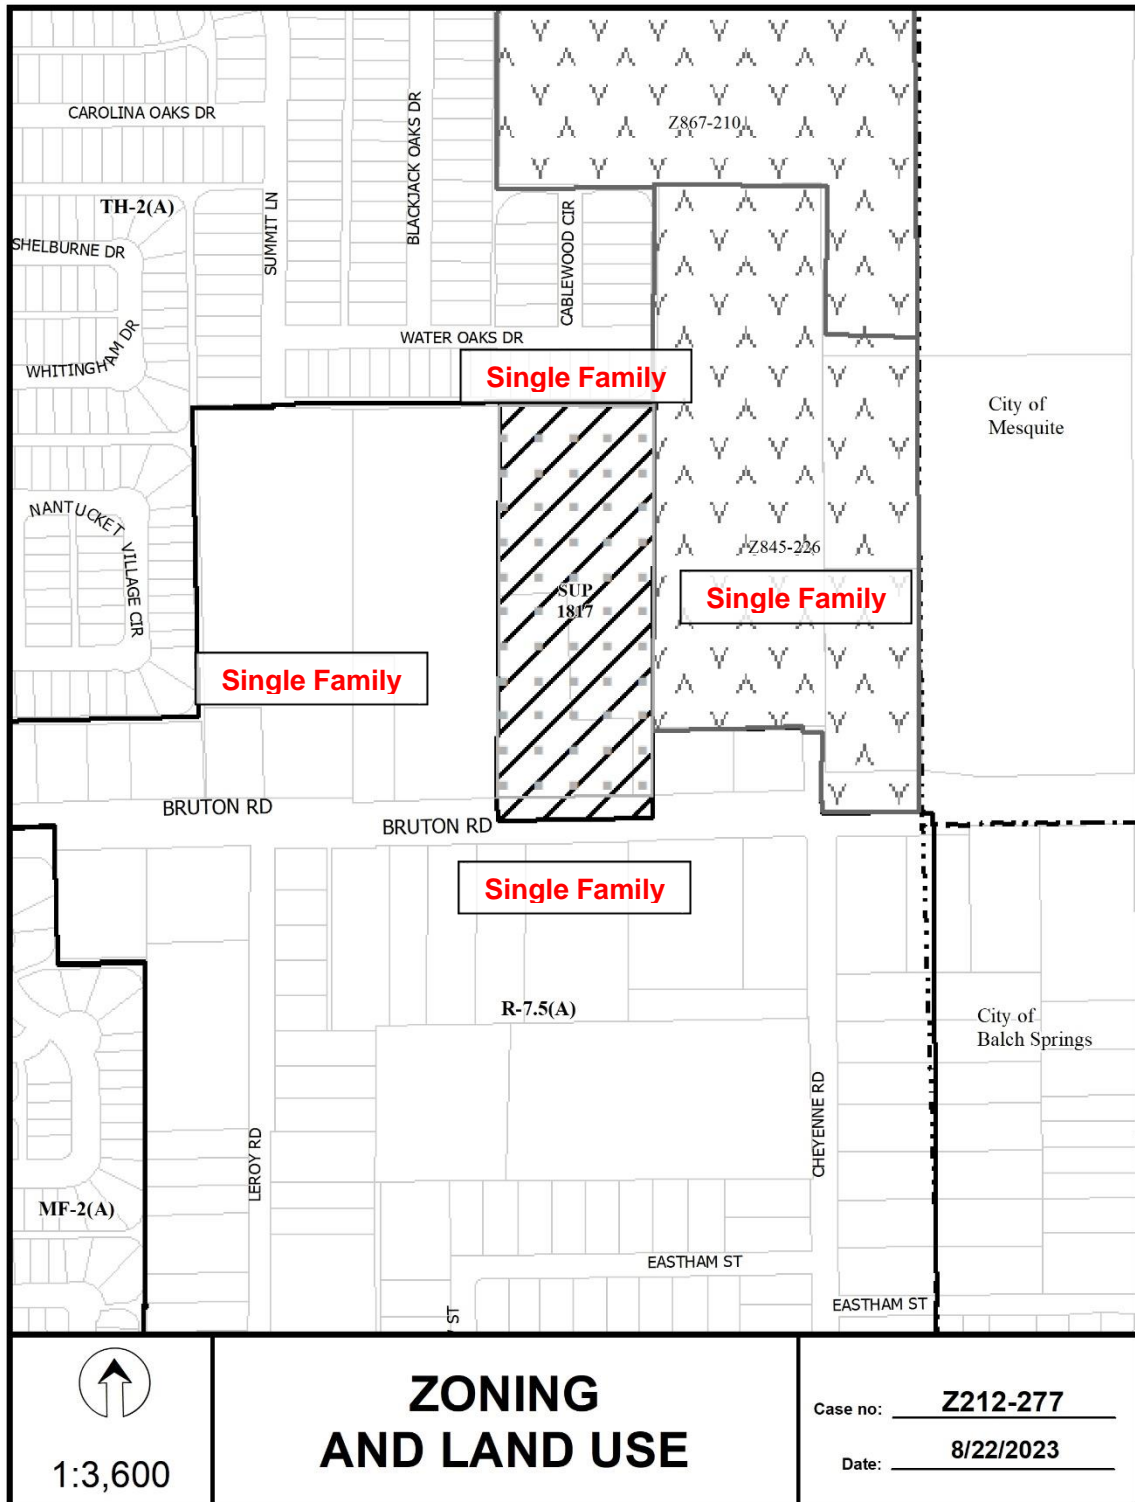 Z867-210
CAROLINA OAKS DR
BLACKJACK OAKS DR
TH-2(A)
SUMMIT LN
CABLEWOOD CIR
SHELBURNE DR
WATER OAKS DR
WHITINGHAM DR
Single Family
City of
Mesquite
NANTUCKET VILLAGE CIR
Z845-226
SUP
1817
Single Family
Single Family
BRUTON RD
BRUTON RD
Single Family
R-7.5(A)
City of
Balch Springs
CHEYENNE RD
LEROY RD
MF-2(A)
EASTHAM ST
EASTHAM ST
ST
1:3,600
ZONING
AND LAND USE
Case no: Z212-277
Date: 8/22/2023